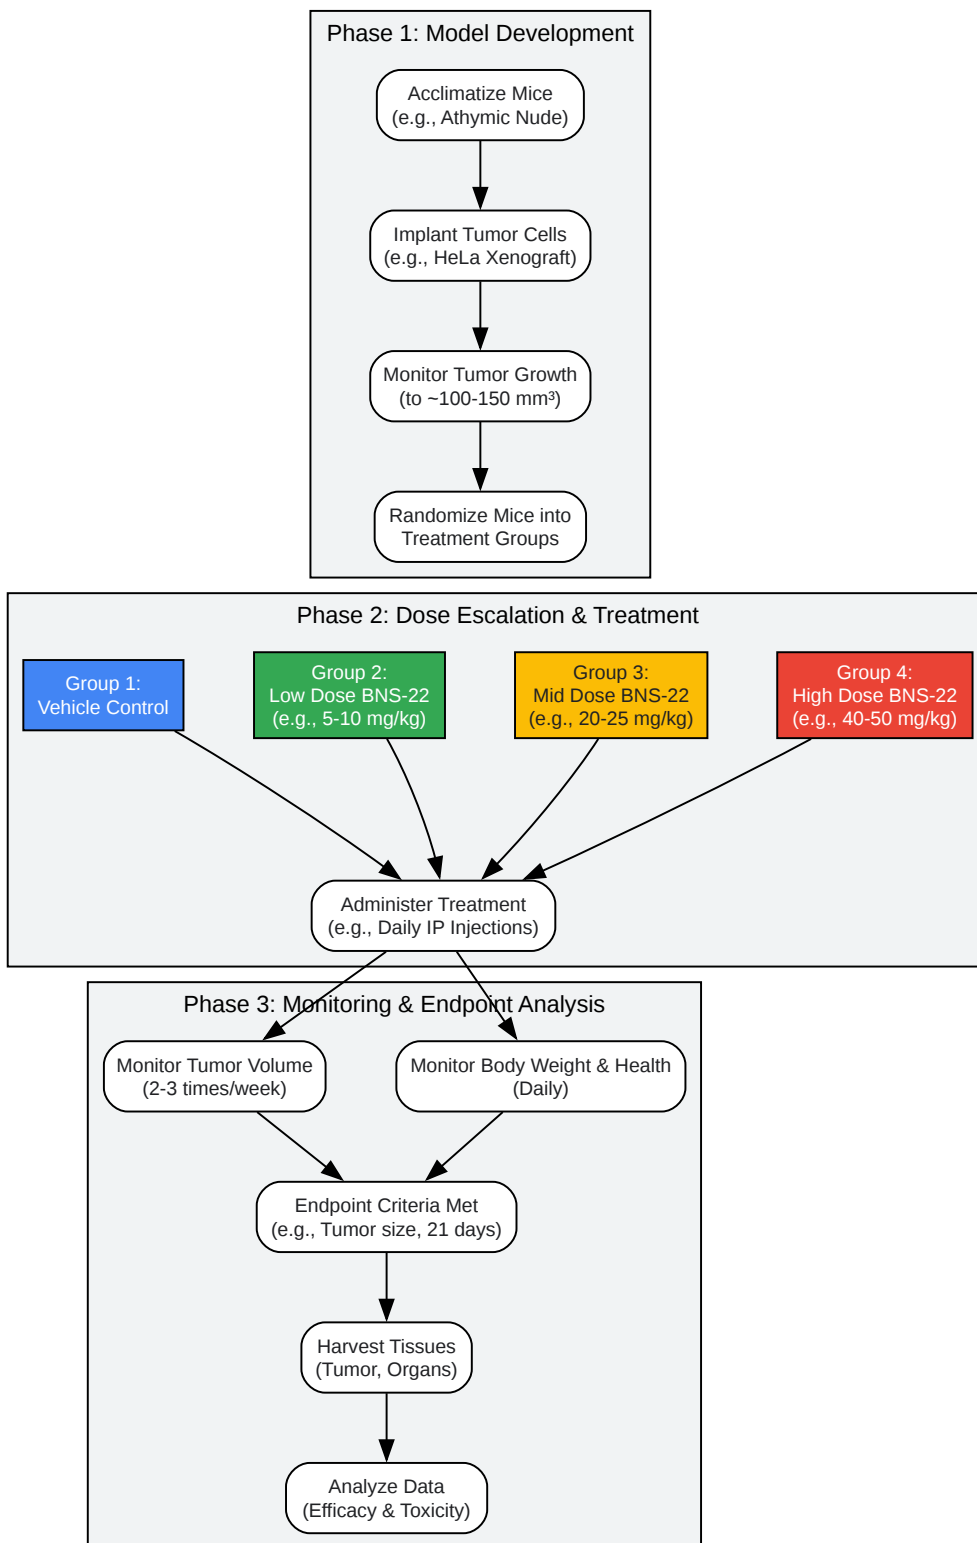 Phase 1: Model Development
Acclimatize Mice
(e.g., Athymic Nude)
Implant Tumor Cells
(e.g., HeLa Xenograft)
Monitor Tumor Growth
(to ~100-150 mm³)
Randomize Mice into
Treatment Groups
Phase 2: Dose Escalation & Treatment
Group 1:
Vehicle Control
Group 2:
Low Dose BNS-22
(e.g., 5-10 mg/kg)
Group 3:
Mid Dose BNS-22
(e.g., 20-25 mg/kg)
Group 4:
High Dose BNS-22
(e.g., 40-50 mg/kg)
Administer Treatment
(e.g., Daily IP Injections)
Phase 3: Monitoring & Endpoint Analysis
Monitor Tumor Volume
(2-3 times/week)
Monitor Body Weight & Health
(Daily)
Endpoint Criteria Met
(e.g., Tumor size, 21 days)
Harvest Tissues
(Tumor, Organs)
Analyze Data
(Efficacy & Toxicity)